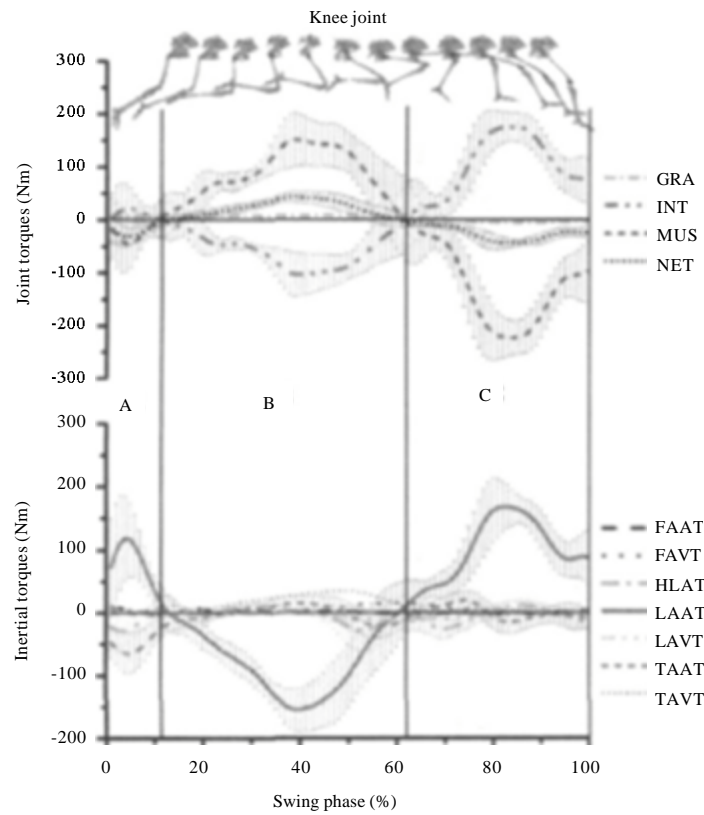 Knee joint
300
200
100
0
-100
-200
-300
Joint torques (Nm)
GRA
INT
MUS
NET
A
B
C
300
200
100
0
-100
-200
Inertial torques (Nm)
FAAT
FAVT
HLAT
LAAT
LAVT
TAAT
TAVT
0
20
40
60
80
100
Swing phase (%)